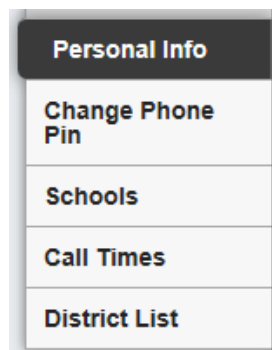 Personal Info
Change Phone
Pin
Schools
Call Times
District List